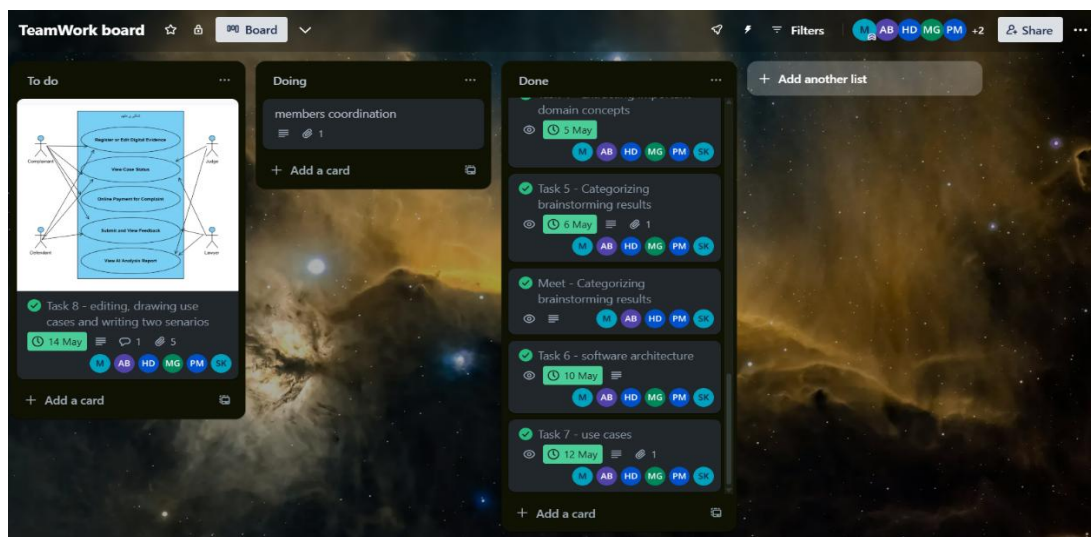 TeamWork board
Board
Filters
M
AB
HD
MG
PM
+2
Share
To do
Register or Edit Digital Evidence
View Case Status
Online Payment for Complaint
Submit and View Feedback
View AI Analysis Report
Complainant
Judge
Defendant
Lawyer
Task 8 - editing, drawing use
cases and writing two senarios
14 May
1
5
M AB HD MG PM SK
+ Add a card
Doing
members coordination
1
+ Add a card
Done
domain concepts
5 May
M AB HD MG PM SK
Task 5 - Categorizing
brainstorming results
6 May
1
M AB HD MG PM SK
Meet - Categorizing
brainstorming results
M AB HD PM SK
Task 6 - software architecture
10 May
M AB HD MG PM SK
Task 7 - use cases
12 May
1
M AB HD MG PM SK
+ Add a card
+ Add another list